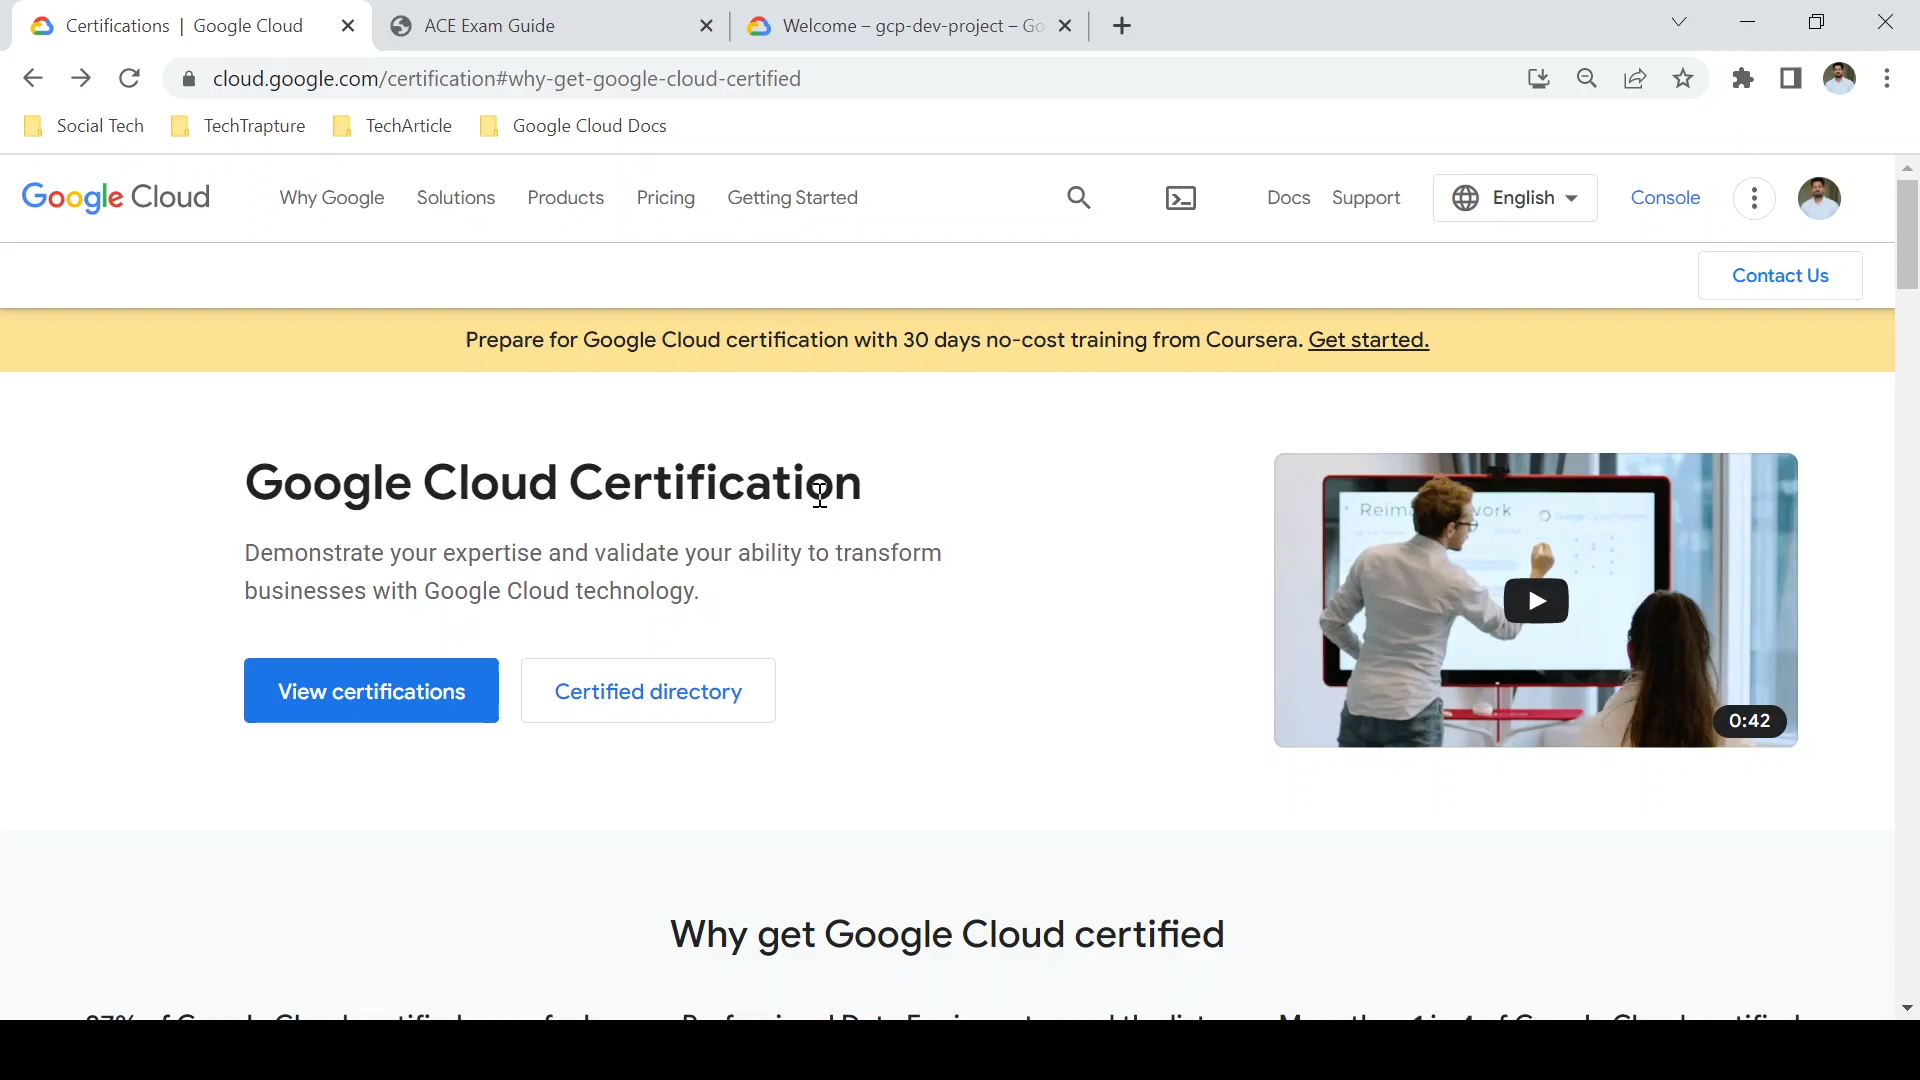 Certifications | Google Cloud
ACE Exam Guide
Welcome – gcp-dev-project – Go
cloud.google.com/certification#why-get-google-cloud-certified
Social Tech TechTrapture TechArticle Google Cloud Docs
Google Cloud Why Google Solutions Products Pricing Getting Started Docs Support English Console
Contact Us
Prepare for Google Cloud certification with 30 days no-cost training from Coursera. Get started.
Google Cloud Certification
Demonstrate your expertise and validate your ability to transform
businesses with Google Cloud technology.
View certifications Certified directory
0:42
Why get Google Cloud certified